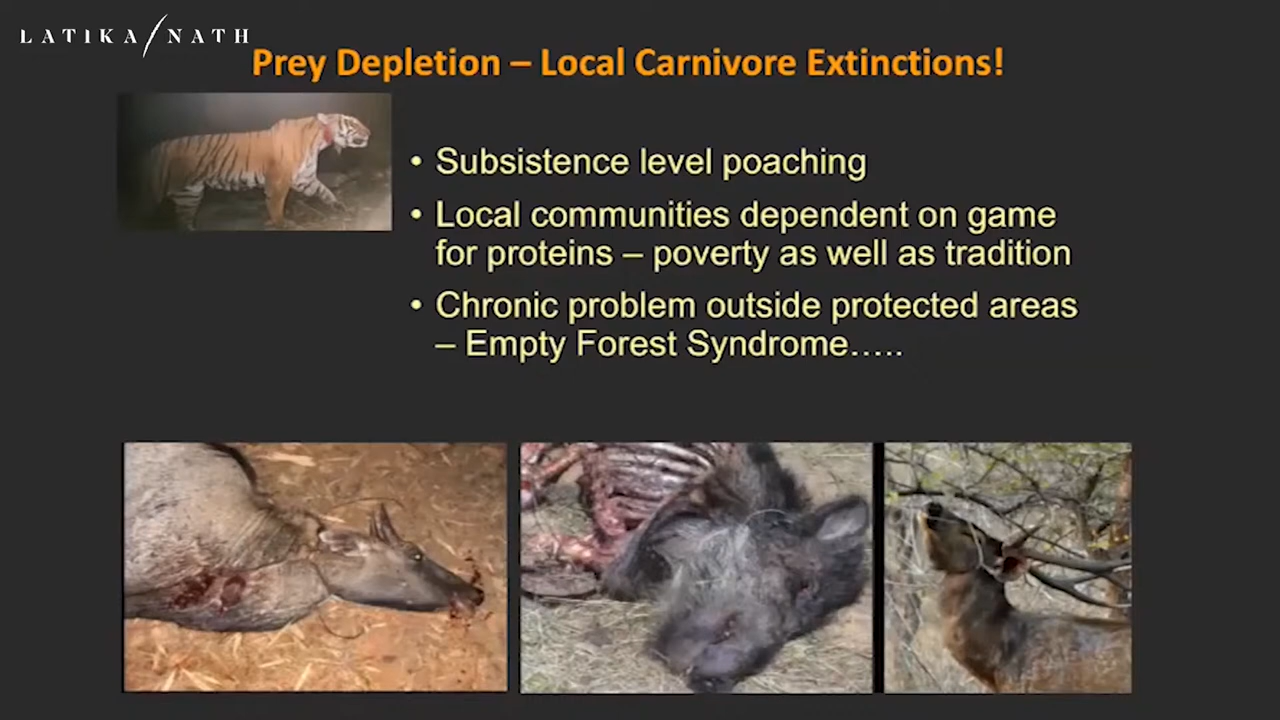 LATIKA/NATH
Prey Depletion – Local Carnivore Extinctions!
• Subsistence level poaching
• Local communities dependent on game
for proteins – poverty as well as tradition
• Chronic problem outside protected areas
– Empty Forest Syndrome…..